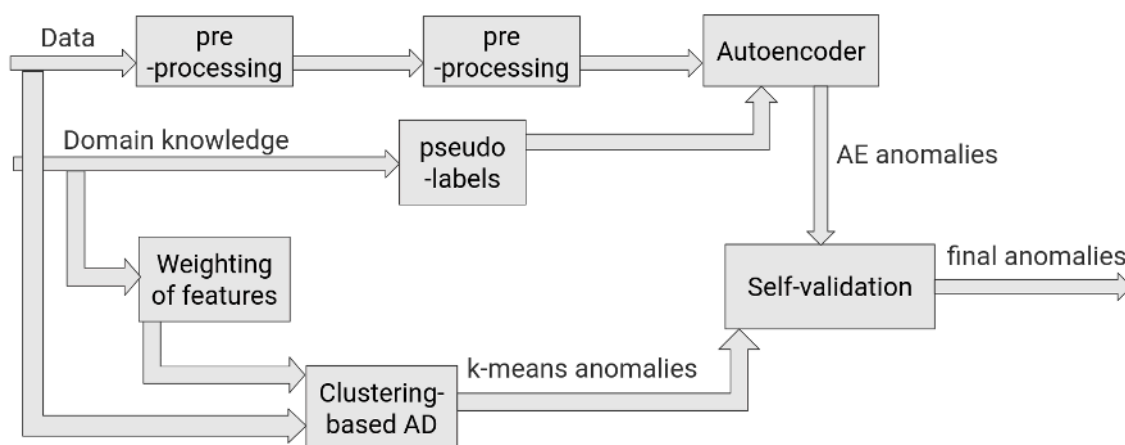 Data
pre
-processing
pre
-processing
Autoencoder
Domain knowledge
pseudo
-labels
AE anomalies
Weighting
of features
Self-validation
final anomalies
Clustering-
based AD
k-means anomalies